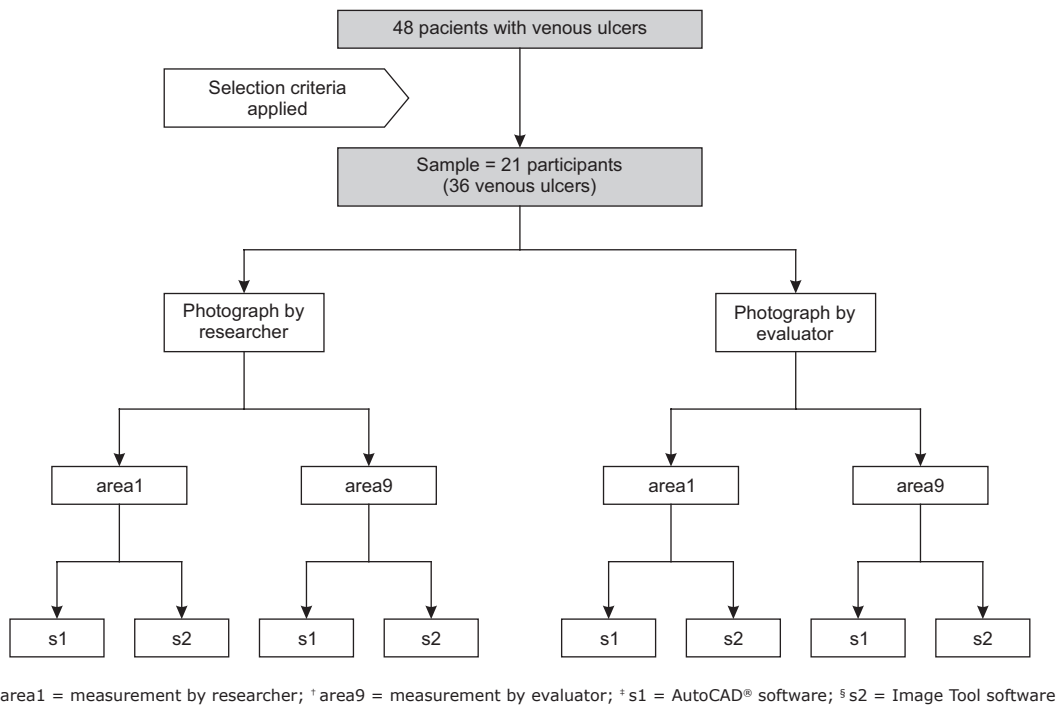 48 pacients with venous ulcers
Selection criteria
applied
Sample = 21 participants
(36 venous ulcers)
Photograph by
researcher
Photograph by
evaluator
area1
area9
area1
area9
s1
s2
s1
s2
s1
s2
s1
s2
area1 = measurement by researcher; † area9 = measurement by evaluator; ‡ s1 = AutoCAD® software; § s2 = Image Tool software